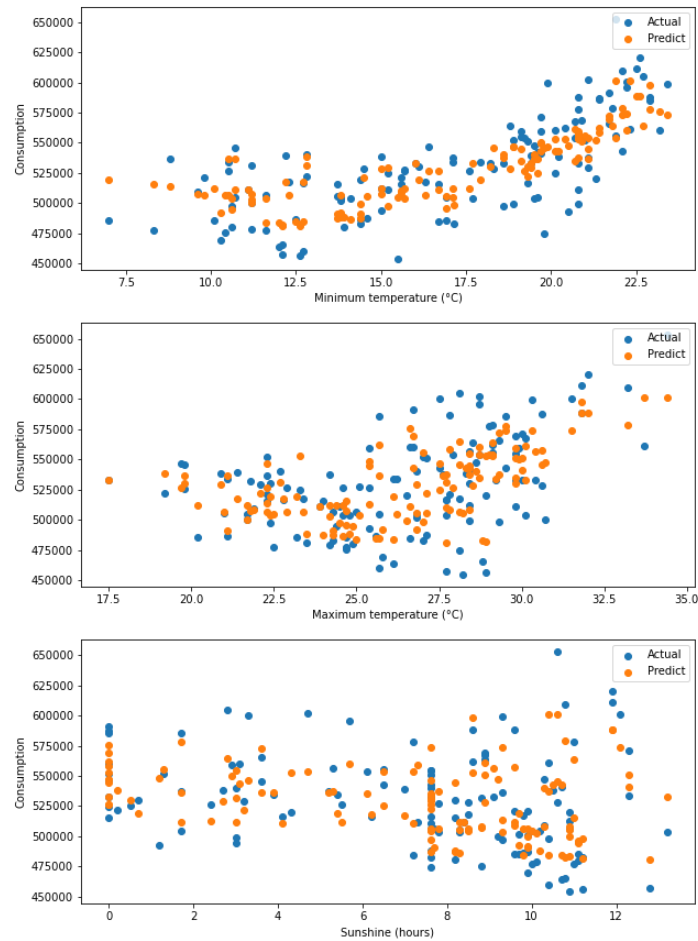 650000
625000
600000
575000
550000
525000
500000
475000
450000
Consumption
Actual
Predict
7.5 10.0 12.5 15.0 17.5 20.0 22.5
Minimum temperature (°C)
650000
625000
600000
575000
550000
525000
500000
475000
450000
Consumption
Actual
Predict
17.5 20.0 22.5 25.0 27.5 30.0 32.5 35.0
Maximum temperature (°C)
650000
625000
600000
575000
550000
525000
500000
475000
450000
Consumption
Actual
Predict
0 2 4 6 8 10 12
Sunshine (hours)